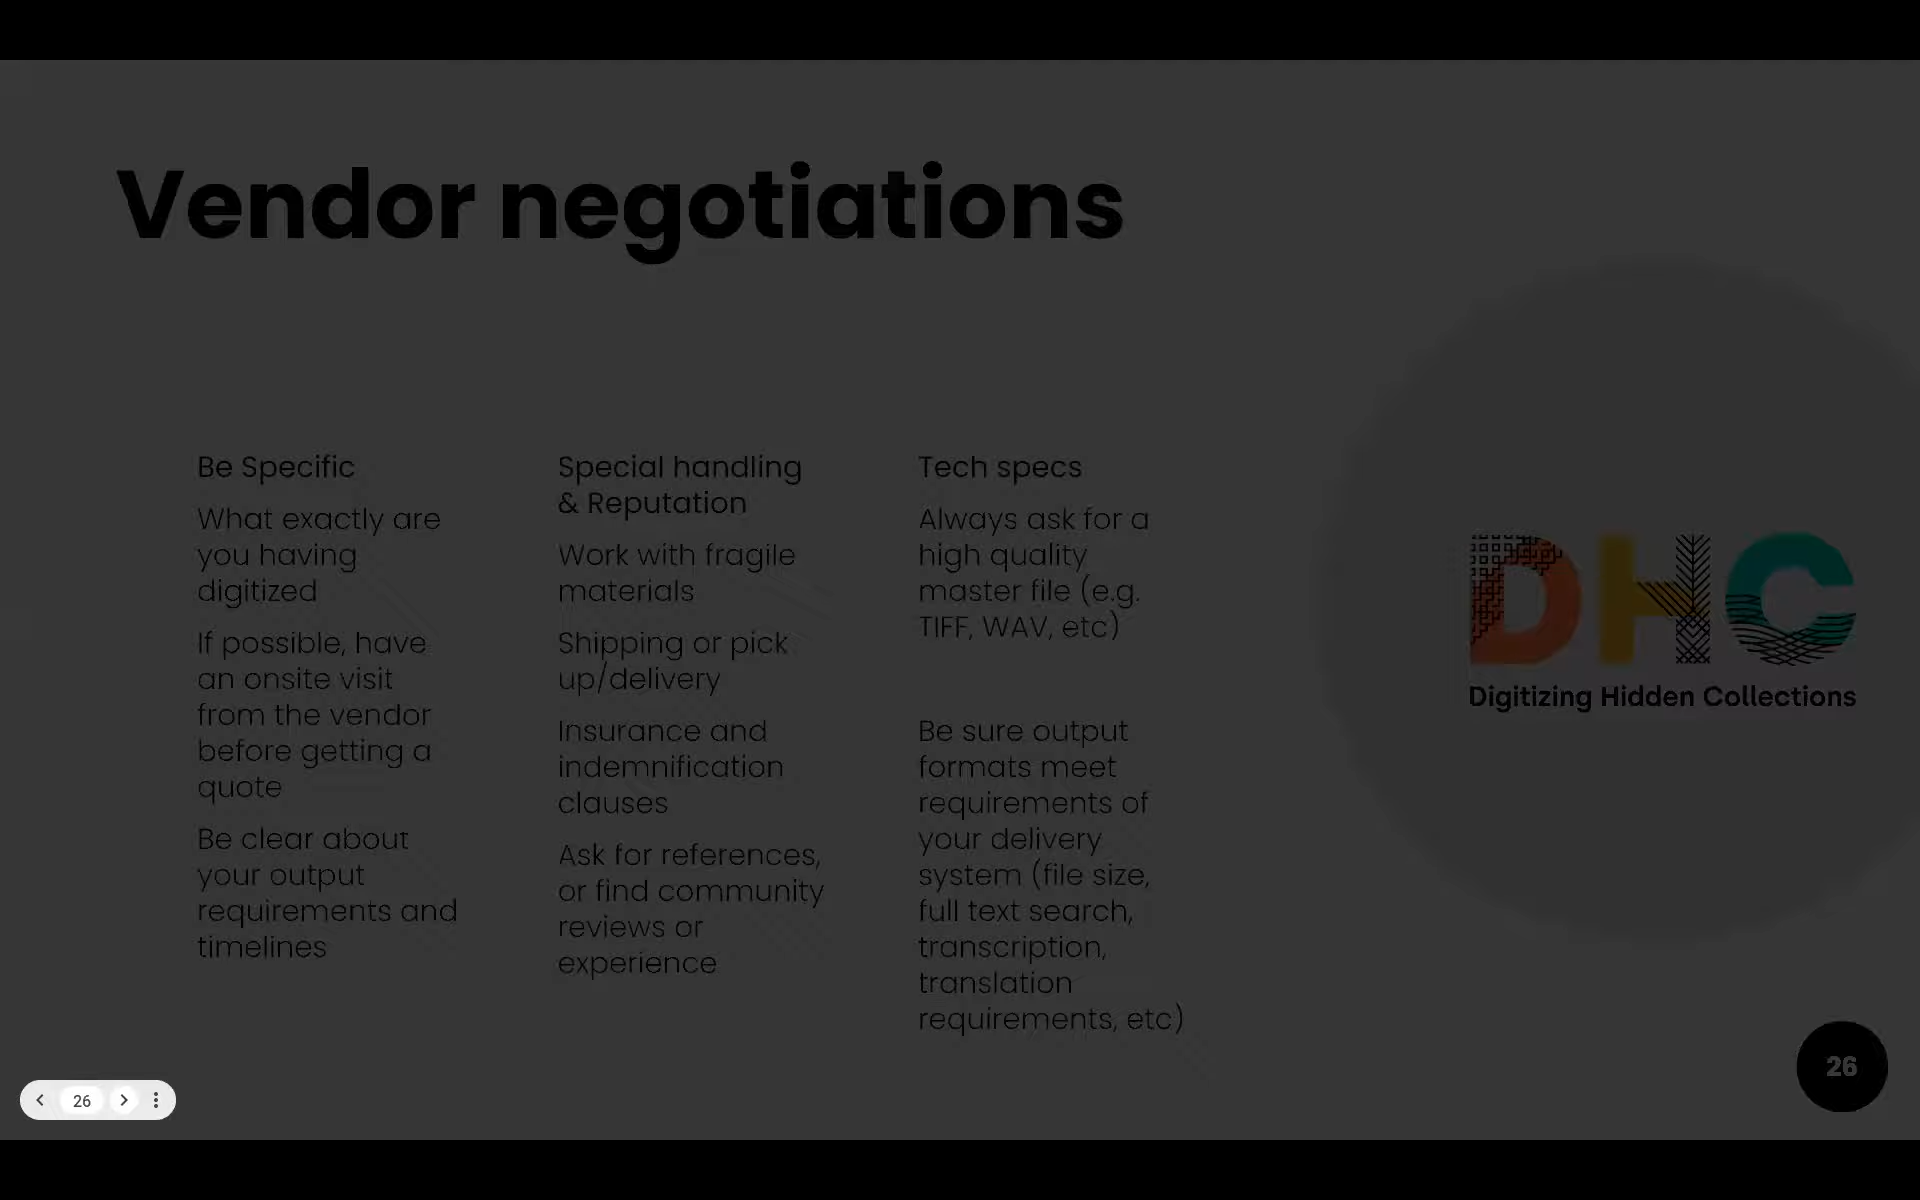 Vendor negotiations
Be Specific
What exactly are
you having
digitized
If possible, have
an onsite visit
from the vendor
before getting a
quote
Be clear about
your output
requirements and
timelines
Special handling
& Reputation
Work with fragile
materials
Shipping or pick
up/delivery
Insurance and
indemnification
clauses
Ask for references,
or find community
reviews or
experience
Tech specs
Always ask for a
high quality
master file (e.g.
TIFF, WAV, etc)
Be sure output
formats meet
requirements of
your delivery
system (file size,
full text search,
transcription,
translation
requirements, etc)
DHC
Digitizing Hidden Collections
26
26